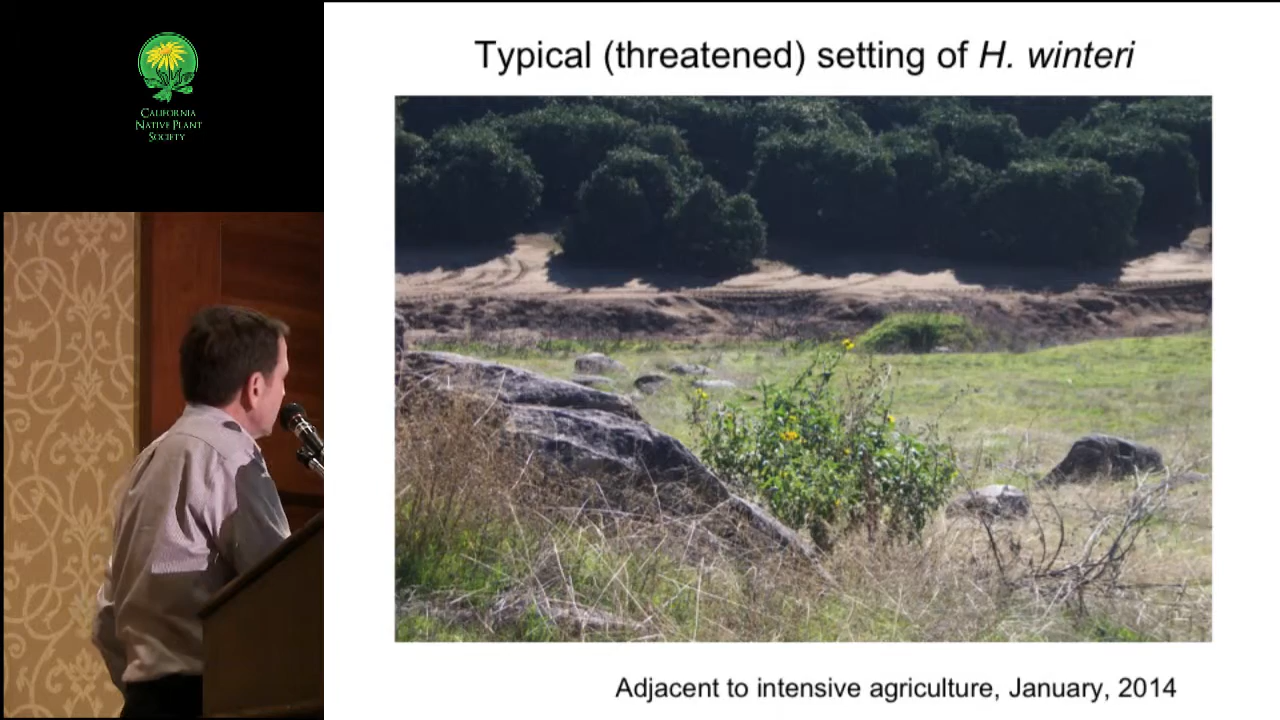 CALIFORNIA
NATIVE PLANT
SOCIETY
Typical (threatened) setting of H. winteri
Adjacent to intensive agriculture, January, 2014